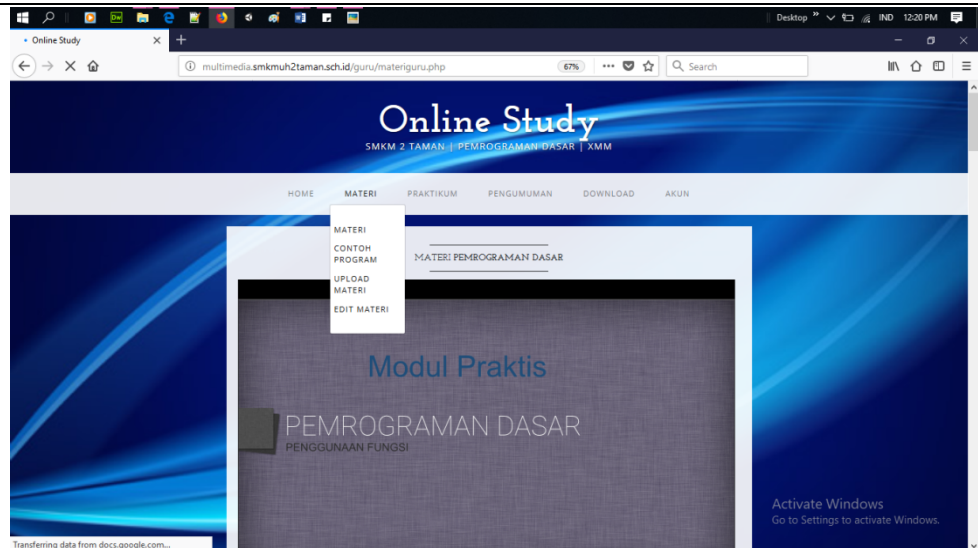 Desktop » IND 12:20 PM
Online Study
multimedia.smkmuh2taman.sch.id/guru/materiguru.php 67% Search
Online Study
SMKM 2 TAMAN | PEMROGRAMAN DASAR | XMM
HOME MATERI PRAKTIKUM PENGUMUMAN DOWNLOAD AKUN
MATERI
CONTOH
PROGRAM
UPLOAD
MATERI
EDIT MATERI
MATERI PEMROGRAMAN DASAR
Modul Praktis
PEMROGRAMAN DASAR
PENGGUNAAN FUNGSI
Activate Windows
Go to Settings to activate Windows.
Transferring data from docs.google.com...